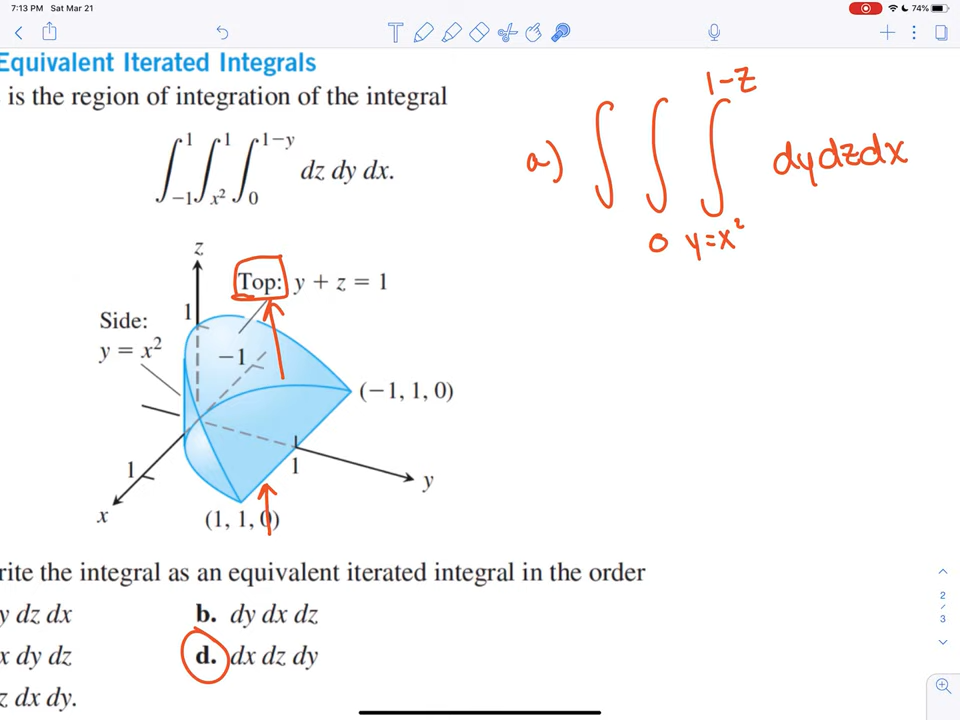 7:13 PM Sat Mar 21
74%
Equivalent Iterated Integrals
is the region of integration of the integral
∫_{-1}^{1} ∫_{x²}^{1} ∫_{0}^{1−y} dz dy dx.
a) ∫ ∫_{0} ∫_{y=x²}^{1−z} dy dz dx
z
Top: y + z = 1
1
Side:
y = x²
−1
(−1, 1, 0)
1
1
y
x
(1, 1, 0)
rite the integral as an equivalent iterated integral in the order
y dz dx
b. dy dx dz
x dy dz
d. dx dz dy
z dx dy.
2
/
3